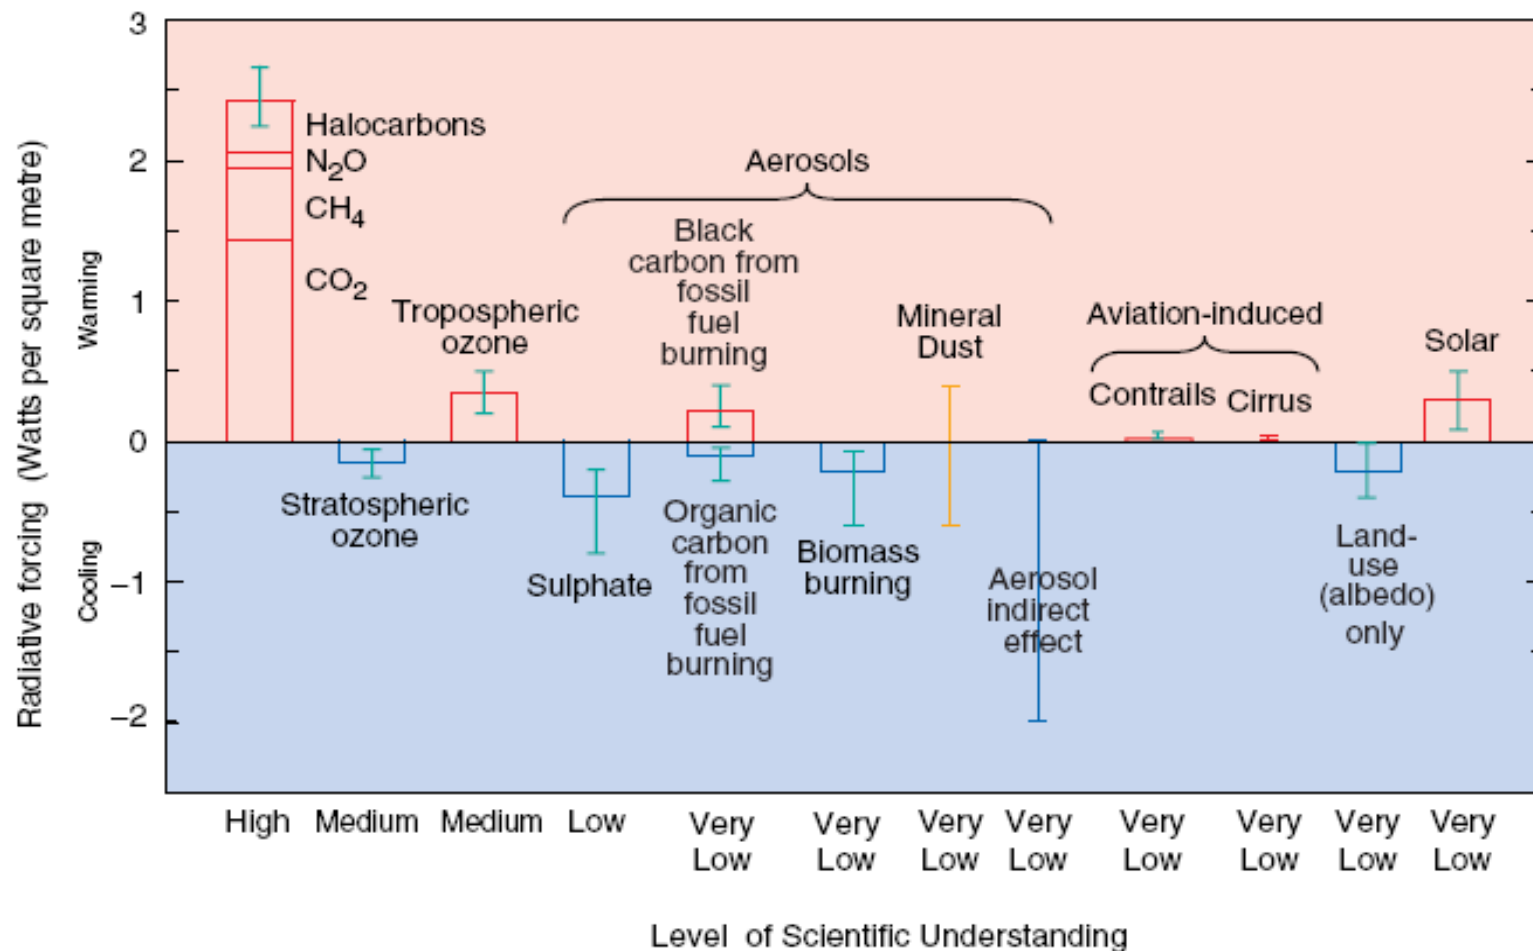 Radiative forcing (Watts per square metre)
Warming
Cooling
3
2
1
0
–1
–2
Halocarbons
N₂O
CH₄
CO₂
Stratospheric
ozone
Tropospheric
ozone
Aerosols
Sulphate
Black
carbon from
fossil
fuel
burning
Organic
carbon
from
fossil
fuel
burning
Biomass
burning
Mineral
Dust
Aerosol
indirect
effect
Aviation-induced
Contrails
Cirrus
Land-
use
(albedo)
only
Solar
High
Medium
Medium
Low
Very
Low
Very
Low
Very
Low
Very
Low
Very
Low
Very
Low
Very
Low
Very
Low
Level of Scientific Understanding